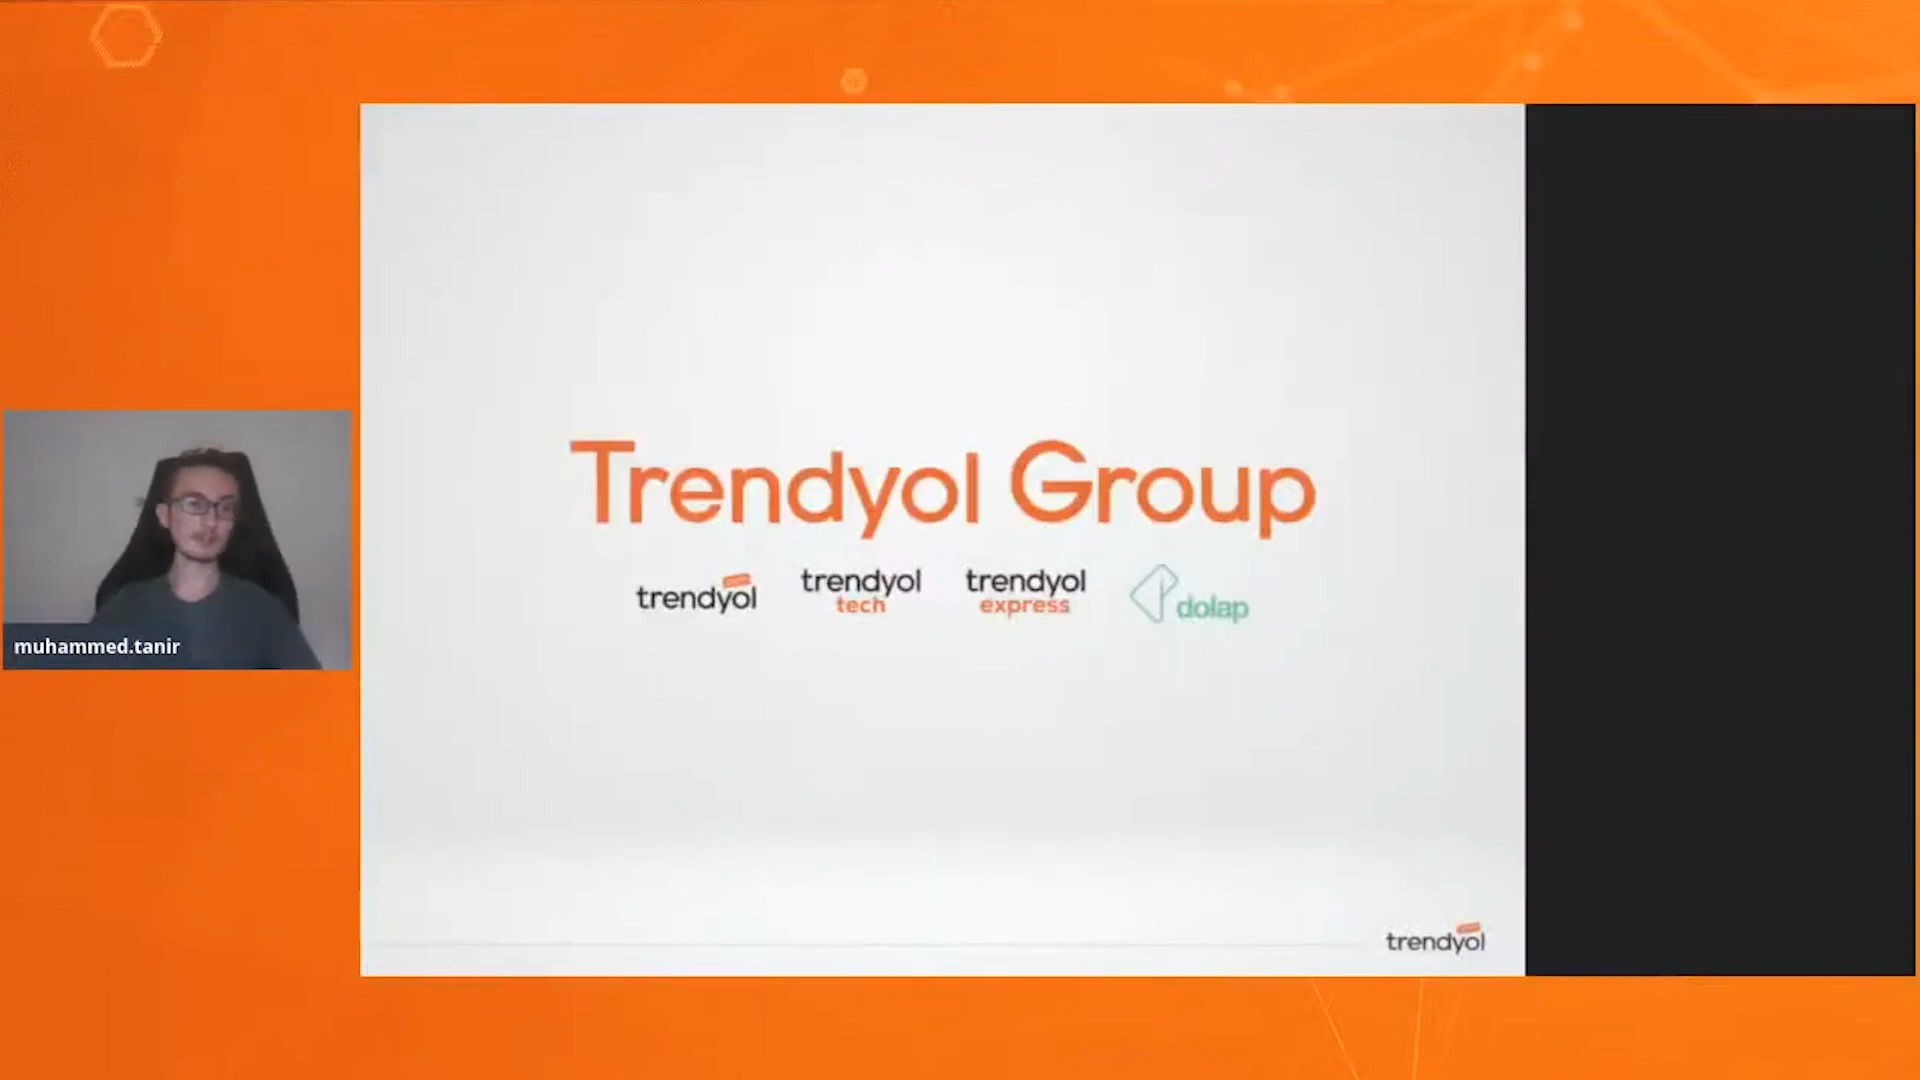 Trendyol Group
trendyol
trendyol
tech
trendyol
express
dolap
muhammed.tanir
trendyol